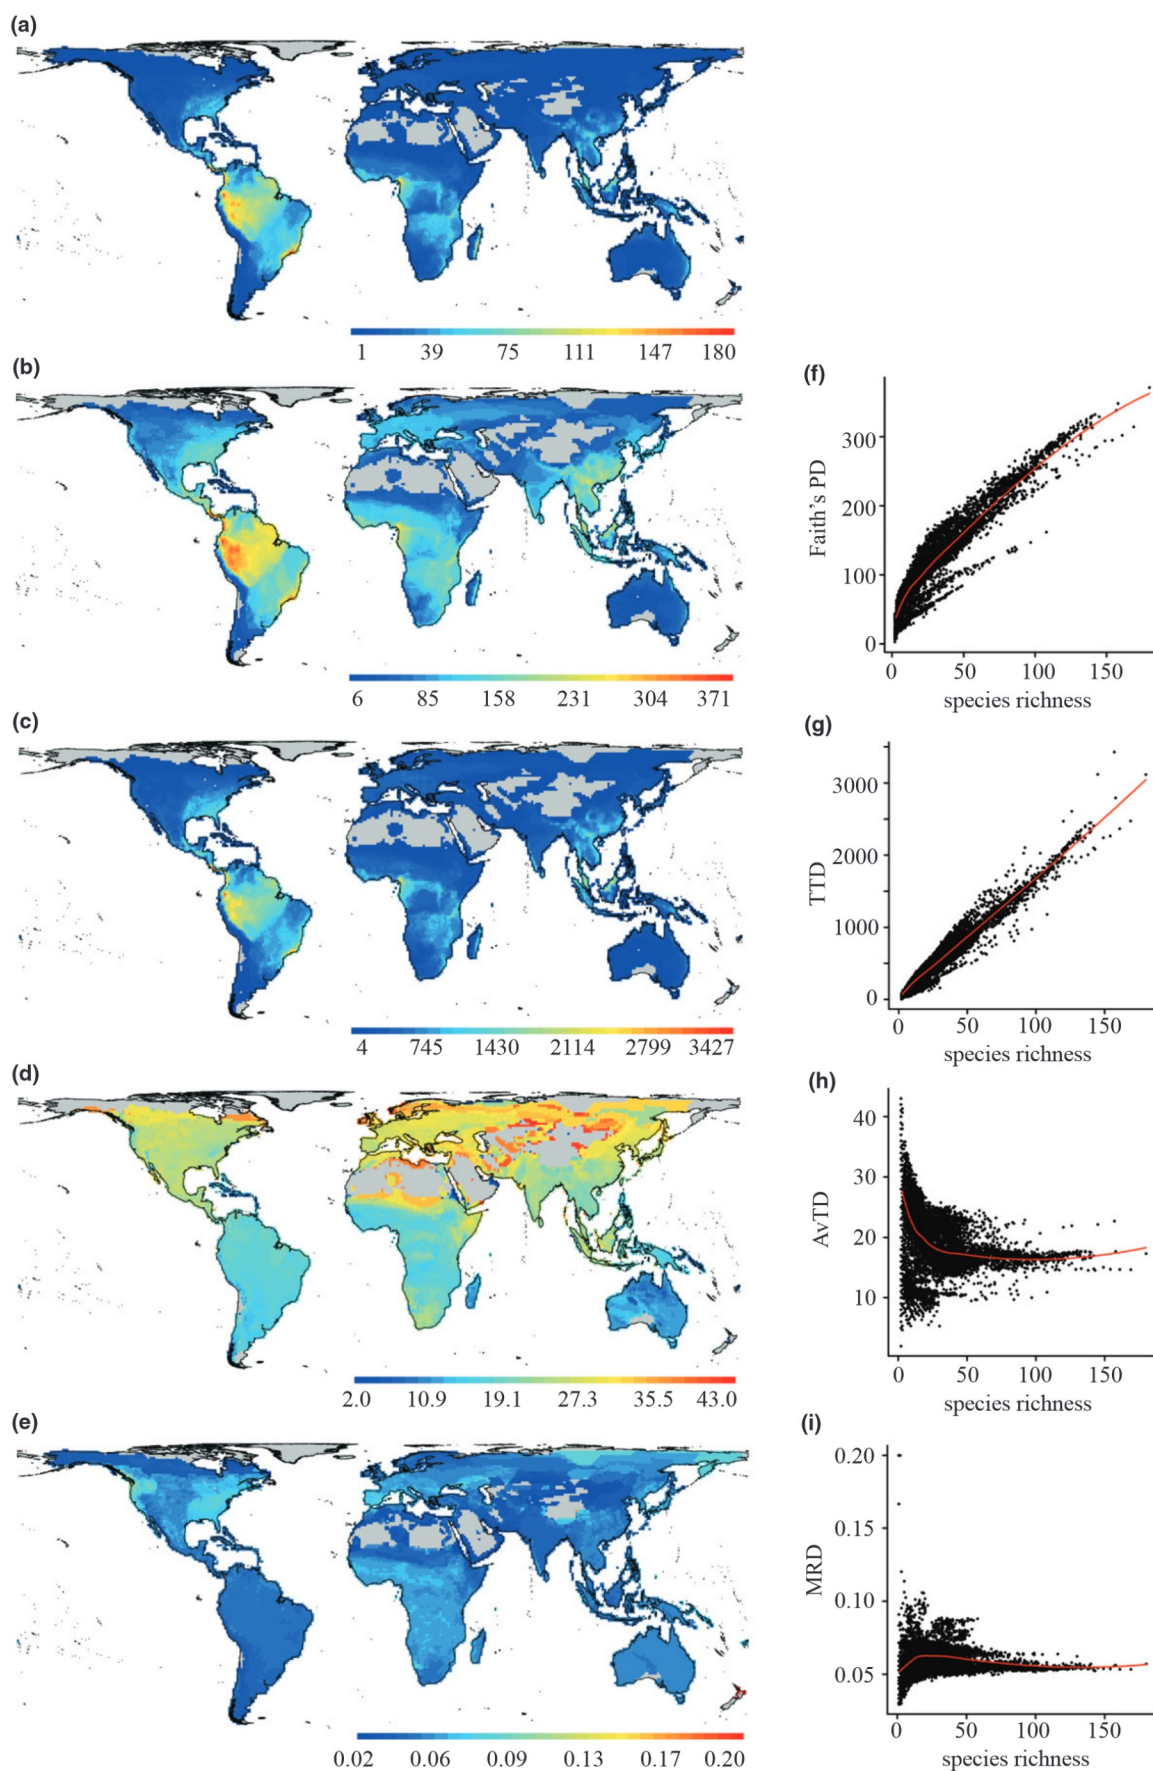 (a)
1 39 75 111 147 180
(b)
6 85 158 231 304 371
(c)
4 745 1430 2114 2799 3427
(d)
2.0 10.9 19.1 27.3 35.5 43.0
(e)
0.02 0.06 0.09 0.13 0.17 0.20
(f)
Faith's PD
300
200
100
0
0 50 100 150
species richness
(g)
TTD
3000
2000
1000
0
0 50 100 150
species richness
(h)
AvTD
40
30
20
10
0 50 100 150
species richness
(i)
MRD
0.20
0.15
0.10
0.05
0 50 100 150
species richness